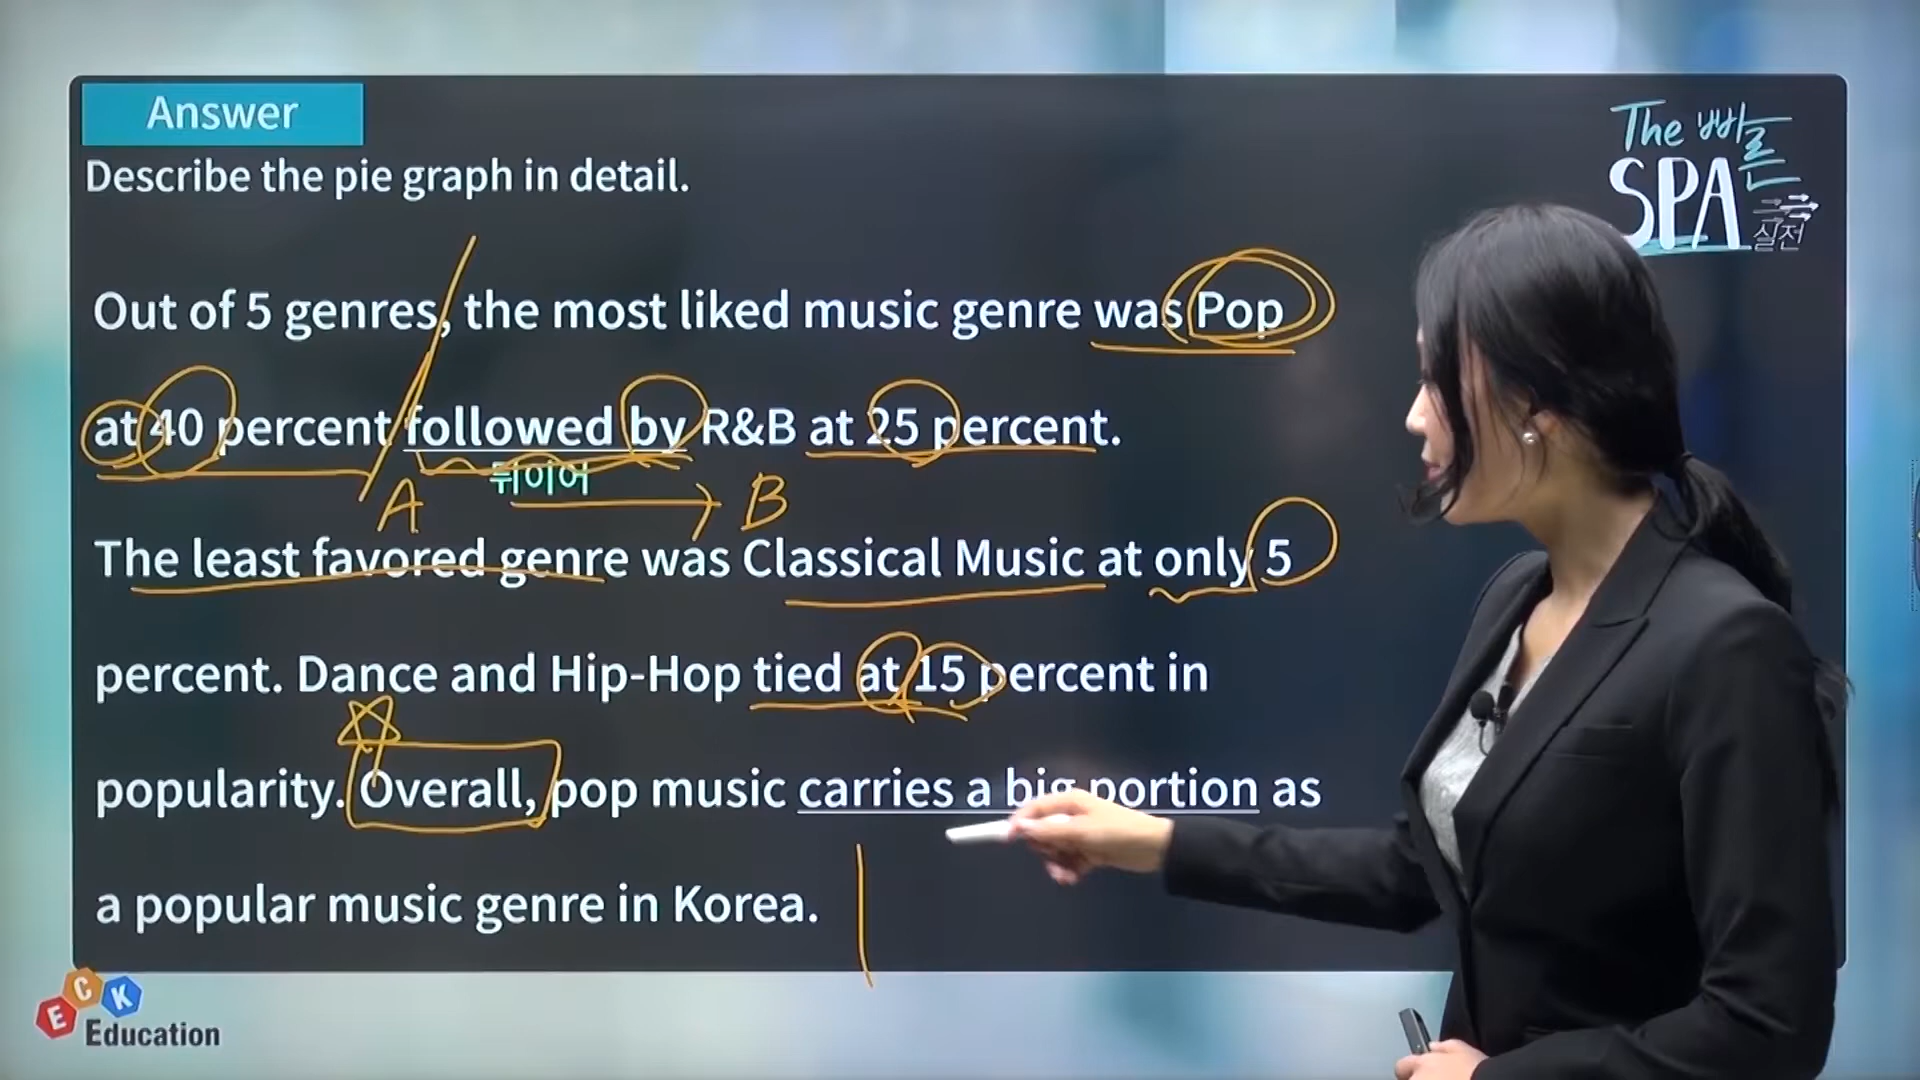 Answer
The 빠른
SPA
실전
Describe the pie graph in detail.
Out of 5 genres, the most liked music genre was Pop
at 40 percent followed by R&B at 25 percent.
뒤이어
A
B
The least favored genre was Classical Music at only 5
percent. Dance and Hip-Hop tied at 15 percent in
popularity. Overall, pop music carries a big portion as
a popular music genre in Korea.
ECK
Education